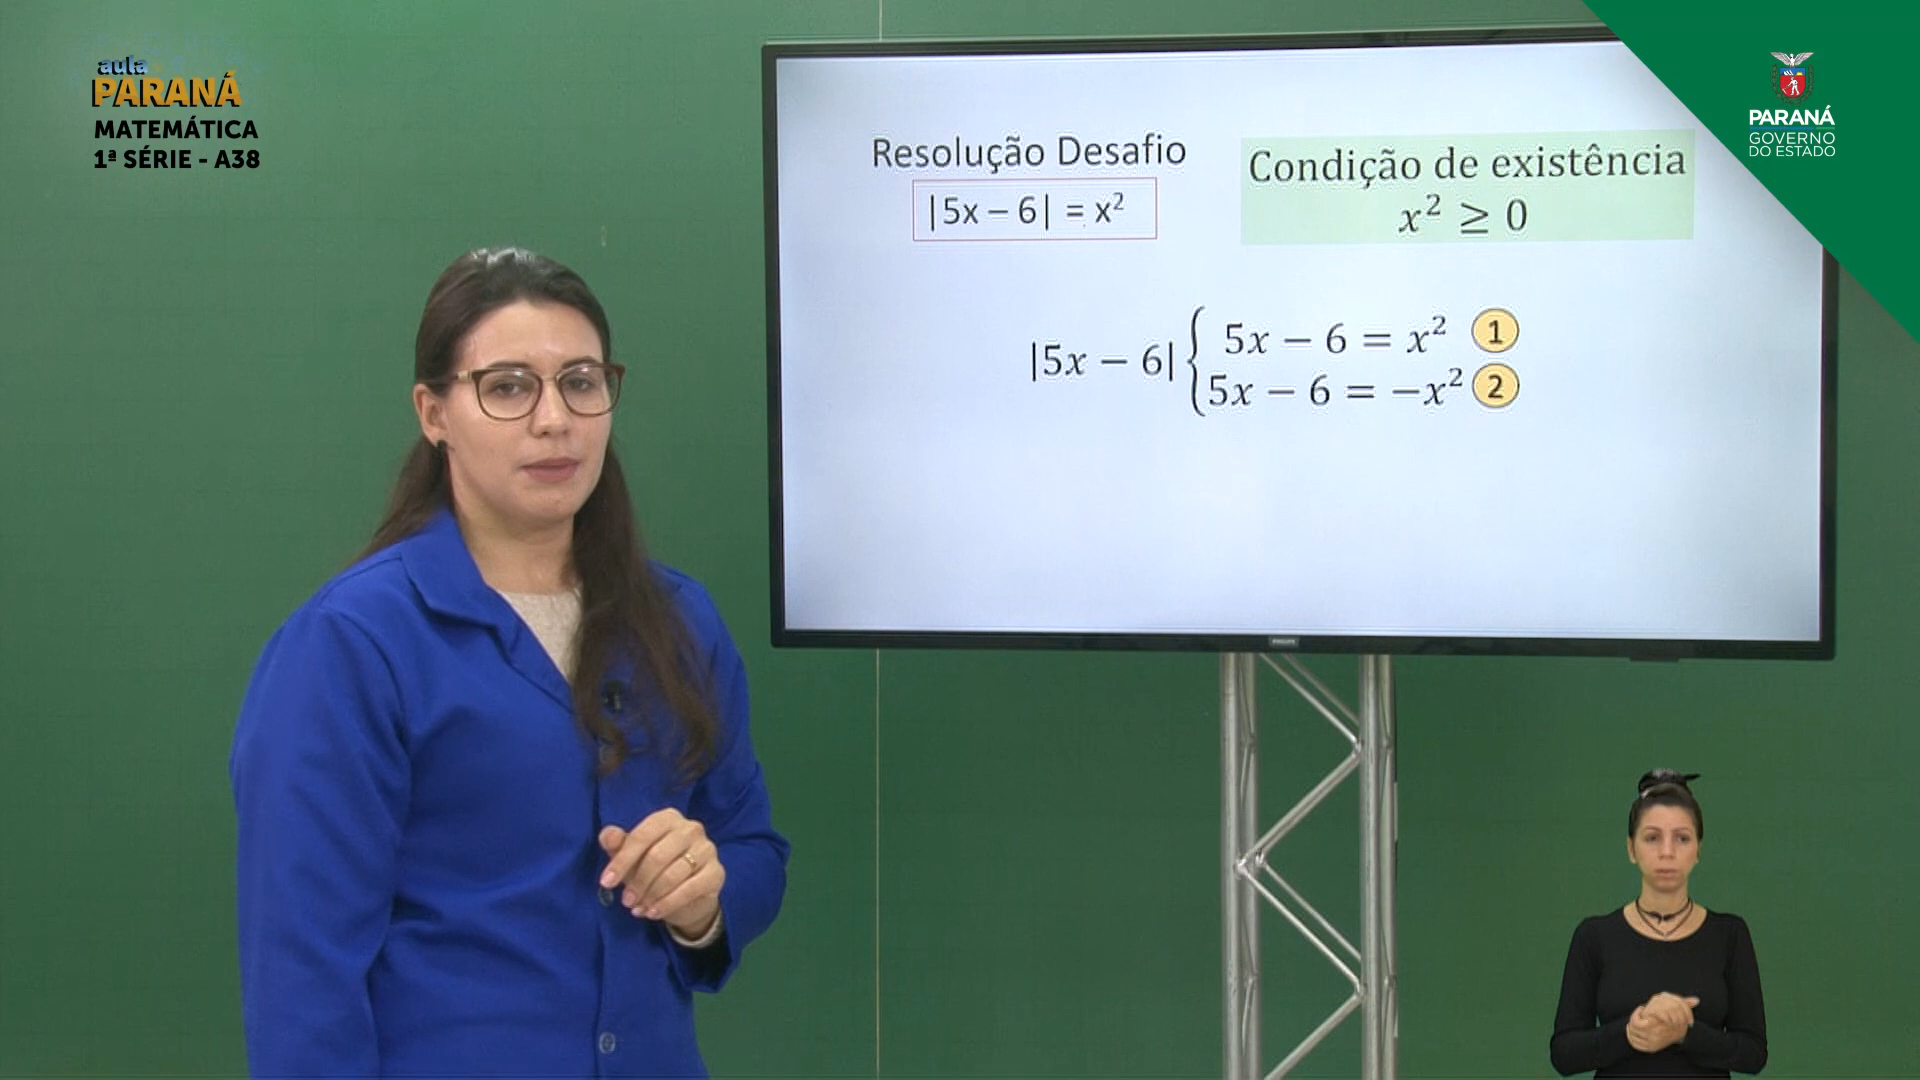 aula
PARANÁ
MATEMÁTICA
1ª SÉRIE - A38
Resolução Desafio
|5x – 6| = x²
Condição de existência
x² ≥ 0
|5x − 6| { 5x − 6 = x² 1
5x − 6 = −x² 2
PARANÁ
GOVERNO
DO ESTADO
PHILIPS